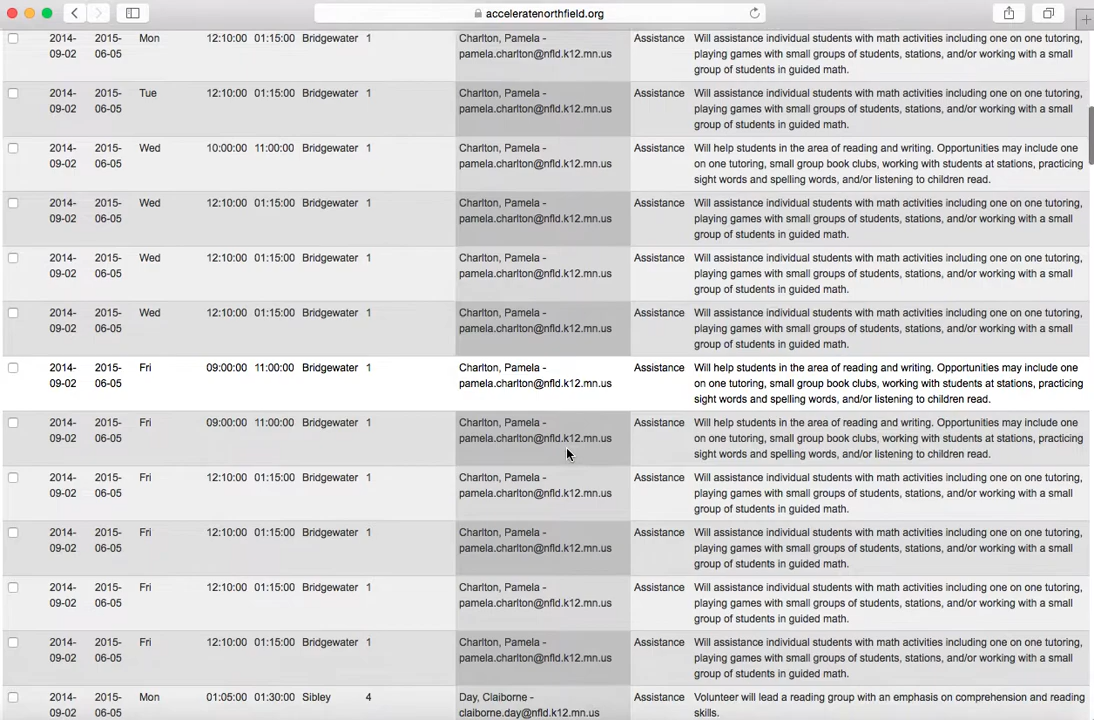 acceleratenorthfield.org
2014- 2015- Mon 12:10:00 01:15:00 Bridgewater 1 Charlton, Pamela - Assistance Will assistance individual students with math activities including one on one tutoring,
09-02 06-05 pamela.charlton@nfld.k12.mn.us playing games with small groups of students, stations, and/or working with a small
group of students in guided math.
2014- 2015- Tue 12:10:00 01:15:00 Bridgewater 1 Charlton, Pamela - Assistance Will assistance individual students with math activities including one on one tutoring,
09-02 06-05 pamela.charlton@nfld.k12.mn.us playing games with small groups of students, stations, and/or working with a small
group of students in guided math.
2014- 2015- Wed 10:00:00 11:00:00 Bridgewater 1 Charlton, Pamela - Assistance Will help students in the area of reading and writing. Opportunities may include one
09-02 06-05 pamela.charlton@nfld.k12.mn.us on one tutoring, small group book clubs, working with students at stations, practicing
sight words and spelling words, and/or listening to children read.
2014- 2015- Wed 12:10:00 01:15:00 Bridgewater 1 Charlton, Pamela - Assistance Will assistance individual students with math activities including one on one tutoring,
09-02 06-05 pamela.charlton@nfld.k12.mn.us playing games with small groups of students, stations, and/or working with a small
group of students in guided math.
2014- 2015- Wed 12:10:00 01:15:00 Bridgewater 1 Charlton, Pamela - Assistance Will assistance individual students with math activities including one on one tutoring,
09-02 06-05 pamela.charlton@nfld.k12.mn.us playing games with small groups of students, stations, and/or working with a small
group of students in guided math.
2014- 2015- Wed 12:10:00 01:15:00 Bridgewater 1 Charlton, Pamela - Assistance Will assistance individual students with math activities including one on one tutoring,
09-02 06-05 pamela.charlton@nfld.k12.mn.us playing games with small groups of students, stations, and/or working with a small
group of students in guided math.
2014- 2015- Fri 09:00:00 11:00:00 Bridgewater 1 Charlton, Pamela - Assistance Will help students in the area of reading and writing. Opportunities may include one
09-02 06-05 pamela.charlton@nfld.k12.mn.us on one tutoring, small group book clubs, working with students at stations, practicing
sight words and spelling words, and/or listening to children read.
2014- 2015- Fri 09:00:00 11:00:00 Bridgewater 1 Charlton, Pamela - Assistance Will help students in the area of reading and writing. Opportunities may include one
09-02 06-05 pamela.charlton@nfld.k12.mn.us on one tutoring, small group book clubs, working with students at stations, practicing
sight words and spelling words, and/or listening to children read.
2014- 2015- Fri 12:10:00 01:15:00 Bridgewater 1 Charlton, Pamela - Assistance Will assistance individual students with math activities including one on one tutoring,
09-02 06-05 pamela.charlton@nfld.k12.mn.us playing games with small groups of students, stations, and/or working with a small
group of students in guided math.
2014- 2015- Fri 12:10:00 01:15:00 Bridgewater 1 Charlton, Pamela - Assistance Will assistance individual students with math activities including one on one tutoring,
09-02 06-05 pamela.charlton@nfld.k12.mn.us playing games with small groups of students, stations, and/or working with a small
group of students in guided math.
2014- 2015- Fri 12:10:00 01:15:00 Bridgewater 1 Charlton, Pamela - Assistance Will assistance individual students with math activities including one on one tutoring,
09-02 06-05 pamela.charlton@nfld.k12.mn.us playing games with small groups of students, stations, and/or working with a small
group of students in guided math.
2014- 2015- Fri 12:10:00 01:15:00 Bridgewater 1 Charlton, Pamela - Assistance Will assistance individual students with math activities including one on one tutoring,
09-02 06-05 pamela.charlton@nfld.k12.mn.us playing games with small groups of students, stations, and/or working with a small
group of students in guided math.
2014- 2015- Mon 01:05:00 01:30:00 Sibley 4 Day, Claiborne - Assistance Volunteer will lead a reading group with an emphasis on comprehension and reading
09-02 06-05 claiborne.day@nfld.k12.mn.us skills.